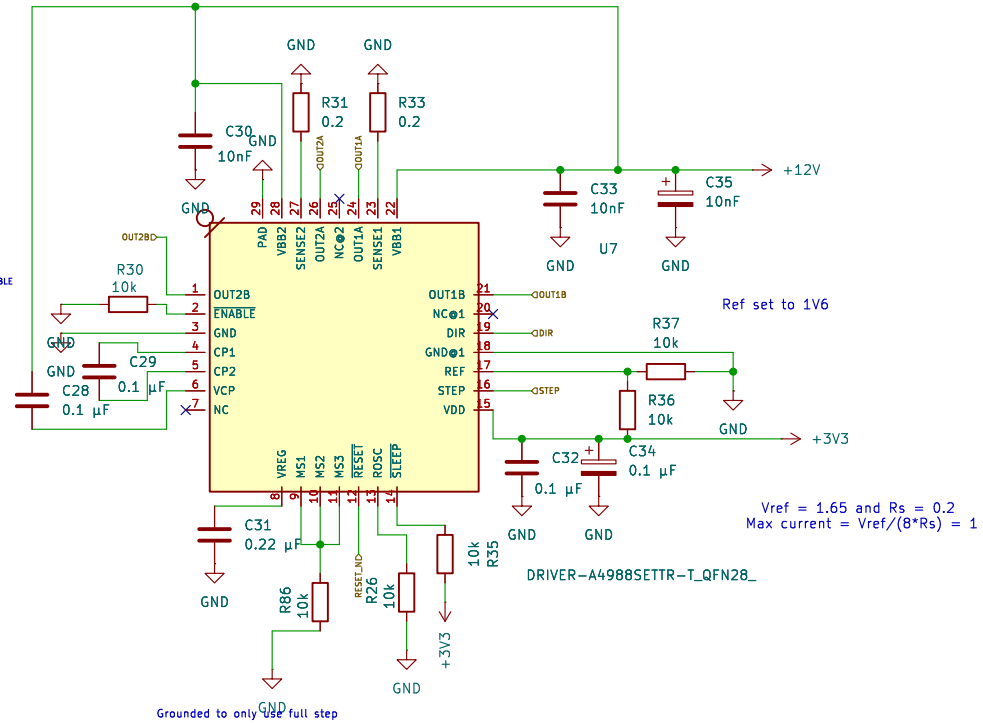 GND
GND
R31
0.2
R33
0.2
C30
10nF
GND
OUT2A
OUT1A
+12V
C33
10nF
C35
10nF
GND
29
28
27
26
25
24
23
22
PAD
VBB2
SENSE2
OUT2A
NC@2
OUT1A
SENSE1
VBB1
U7
GND
GND
OUT2B
BLE
R30
10k
1
OUT2B
2
ENABLE
3
GND
4
CP1
5
CP2
6
VCP
7
NC
GND
GND
C29
0.1 µF
C28
0.1 µF
OUT1B
21
OUT1B
NC@1
20
DIR
19
DIR
GND@1
18
REF
17
STEP
16
STEP
VDD
15
Ref set to 1V6
R37
10k
R36
10k
GND
+3V3
C32
0.1 µF
C34
0.1 µF
GND
GND
VREG
MS1
MS2
MS3
RESET
ROSC
SLEEP
8
9
10
11
12
13
14
Vref = 1.65 and Rs = 0.2
Max current = Vref/(8*Rs) = 1
C31
0.22 µF
GND
R86
10k
RESET_N
R26
10k
10k
R35
DRIVER-A4988SETTR-T_QFN28_
+3V3
GND
GND
Grounded to only use full step